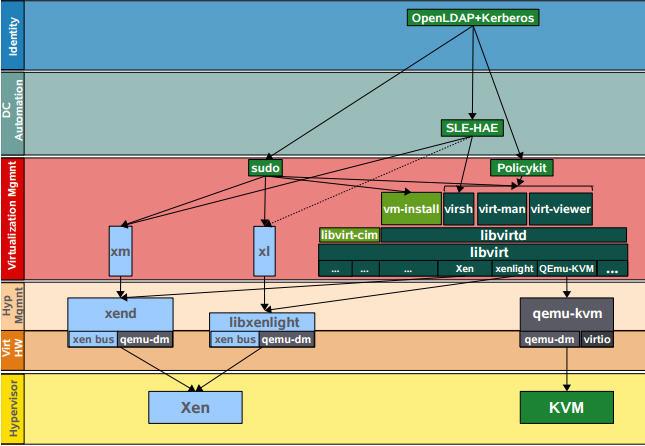 Identity
OpenLDAP+Kerberos
DC
Automation
SLE-HAE
Virtualization Mgmnt
sudo
Policykit
vm-install
virsh
virt-man
virt-viewer
libvirt-cim
libvirtd
xm
xl
libvirt
...
...
...
Xen
xenlight
QEmu-KVM
...
Hyp
Mgmnt
xend
libxenlight
qemu-kvm
Virt
HW
xen bus
qemu-dm
xen bus
qemu-dm
qemu-dm
virtio
Hypervisor
Xen
KVM